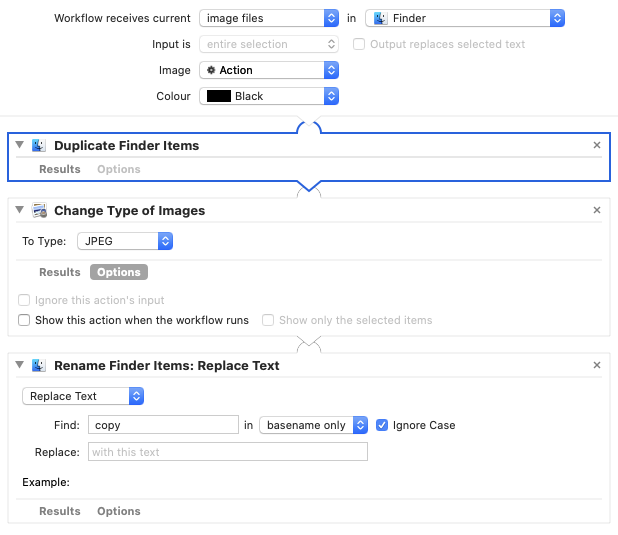 Workflow receives current image files in Finder
Input is entire selection Output replaces selected text
Image Action
Colour Black
Duplicate Finder Items
Results Options
Change Type of Images
To Type: JPEG
Results Options
Ignore this action's input
Show this action when the workflow runs Show only the selected items
Rename Finder Items: Replace Text
Replace Text
Find: copy in basename only Ignore Case
Replace: with this text
Example:
Results Options